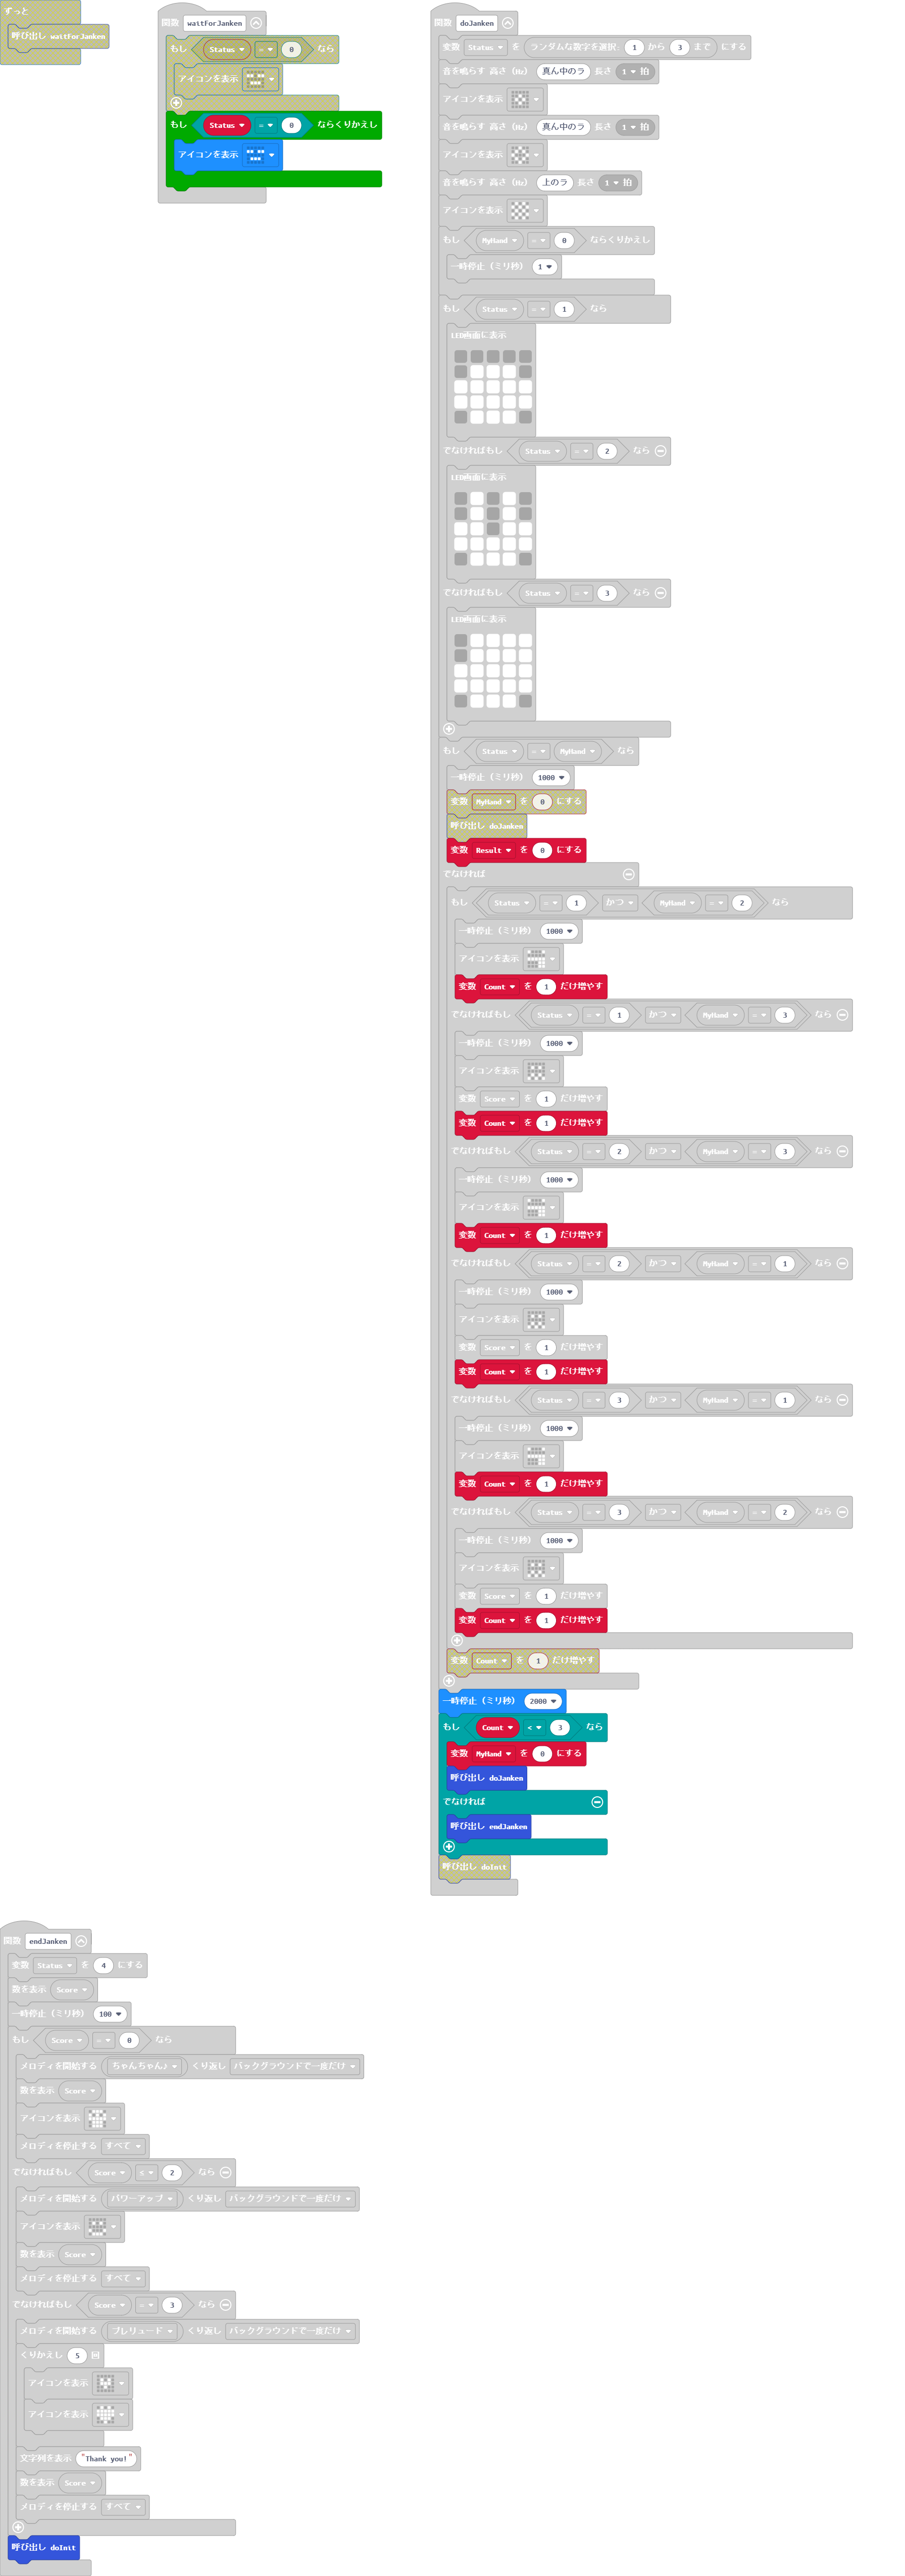 ずっと
呼び出し waitForJanken
関数 waitForJanken
もし Status = 0 なら
アイコンを表示
もし Status = 0 ならくりかえし
アイコンを表示
関数 doJanken
変数 Status を ランダムな数字を選択: 1 から 3 まで にする
音を鳴らす 高さ (Hz) 真ん中のラ 長さ 1 拍
アイコンを表示
音を鳴らす 高さ (Hz) 真ん中のラ 長さ 1 拍
アイコンを表示
音を鳴らす 高さ (Hz) 上のラ 長さ 1 拍
アイコンを表示
もし MyHand = 0 ならくりかえし
一時停止 (ミリ秒) 1
もし Status = 1 なら
LED画面に表示
でなければもし Status = 2 なら
LED画面に表示
でなければもし Status = 3 なら
LED画面に表示
もし Status = MyHand なら
一時停止 (ミリ秒) 1000
変数 MyHand を 0 にする
呼び出し doJanken
変数 Result を 0 にする
でなければ
もし Status = 1 かつ MyHand = 2 なら
一時停止 (ミリ秒) 1000
アイコンを表示
変数 Count を 1 だけ増やす
でなければもし Status = 1 かつ MyHand = 3 なら
一時停止 (ミリ秒) 1000
アイコンを表示
変数 Score を 1 だけ増やす
変数 Count を 1 だけ増やす
でなければもし Status = 2 かつ MyHand = 3 なら
一時停止 (ミリ秒) 1000
アイコンを表示
変数 Count を 1 だけ増やす
でなければもし Status = 2 かつ MyHand = 1 なら
一時停止 (ミリ秒) 1000
アイコンを表示
変数 Score を 1 だけ増やす
変数 Count を 1 だけ増やす
でなければもし Status = 3 かつ MyHand = 1 なら
一時停止 (ミリ秒) 1000
アイコンを表示
変数 Count を 1 だけ増やす
でなければもし Status = 3 かつ MyHand = 2 なら
一時停止 (ミリ秒) 1000
アイコンを表示
変数 Score を 1 だけ増やす
変数 Count を 1 だけ増やす
変数 Count を 1 だけ増やす
一時停止 (ミリ秒) 2000
もし Count < 3 なら
変数 MyHand を 0 にする
呼び出し doJanken
でなければ
呼び出し endJanken
呼び出し doInit
関数 endJanken
変数 Status を 4 にする
数を表示 Score
一時停止 (ミリ秒) 100
もし Score = 0 なら
メロディを開始する ちゃんちゃん♪ くり返し バックグラウンドで一度だけ
数を表示 Score
アイコンを表示
メロディを停止する すべて
でなければもし Score ≤ 2 なら
メロディを開始する パワーアップ くり返し バックグラウンドで一度だけ
アイコンを表示
数を表示 Score
メロディを停止する すべて
でなければもし Score = 3 なら
メロディを開始する プレリュード くり返し バックグラウンドで一度だけ
くりかえし 5 回
アイコンを表示
アイコンを表示
文字列を表示 "Thank you!"
数を表示 Score
メロディを停止する すべて
呼び出し doInit